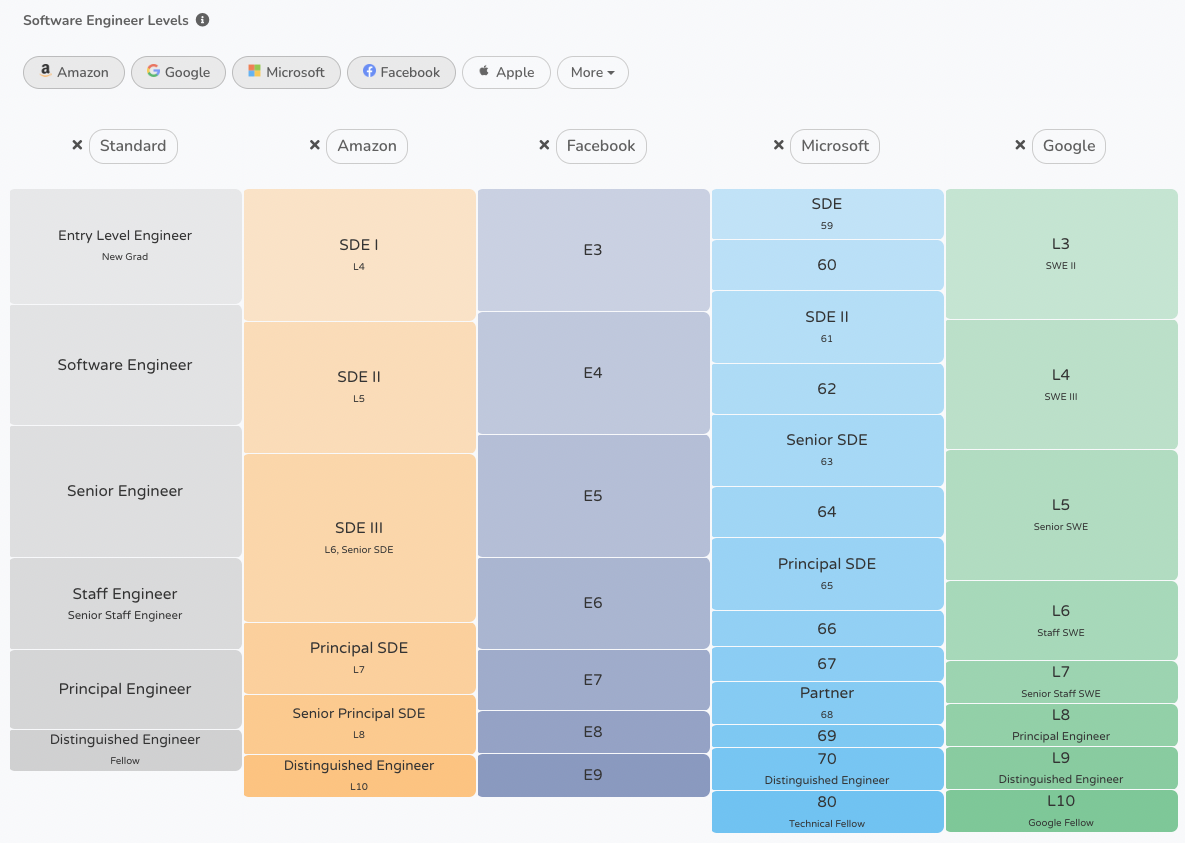 Software Engineer Levels
Amazon
Google
Microsoft
Facebook
Apple
More
Standard
Amazon
Facebook
Microsoft
Google
Entry Level Engineer
New Grad
Software Engineer
Senior Engineer
Staff Engineer
Senior Staff Engineer
Principal Engineer
Distinguished Engineer
Fellow
SDE I
L4
SDE II
L5
SDE III
L6, Senior SDE
Principal SDE
L7
Senior Principal SDE
L8
Distinguished Engineer
L10
E3
E4
E5
E6
E7
E8
E9
SDE
59
60
SDE II
61
62
Senior SDE
63
64
Principal SDE
65
66
67
Partner
68
69
70
Distinguished Engineer
80
Technical Fellow
L3
SWE II
L4
SWE III
L5
Senior SWE
L6
Staff SWE
L7
Senior Staff SWE
L8
Principal Engineer
L9
Distinguished Engineer
L10
Google Fellow